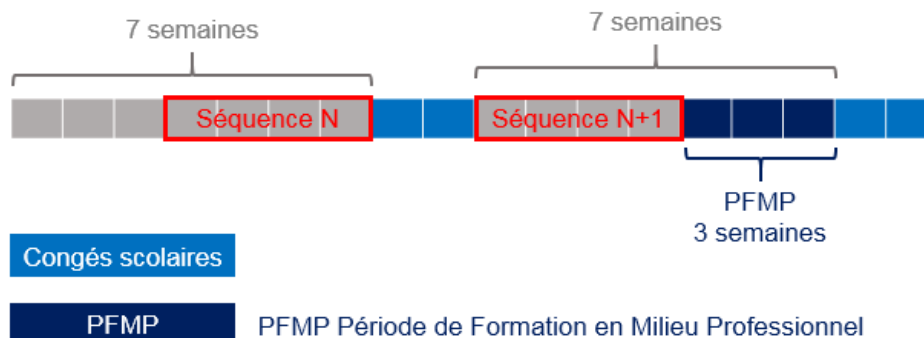 7 semaines
7 semaines
Séquence N
Séquence N+1
PFMP
3 semaines
Congés scolaires
PFMP
PFMP Période de Formation en Milieu Professionnel